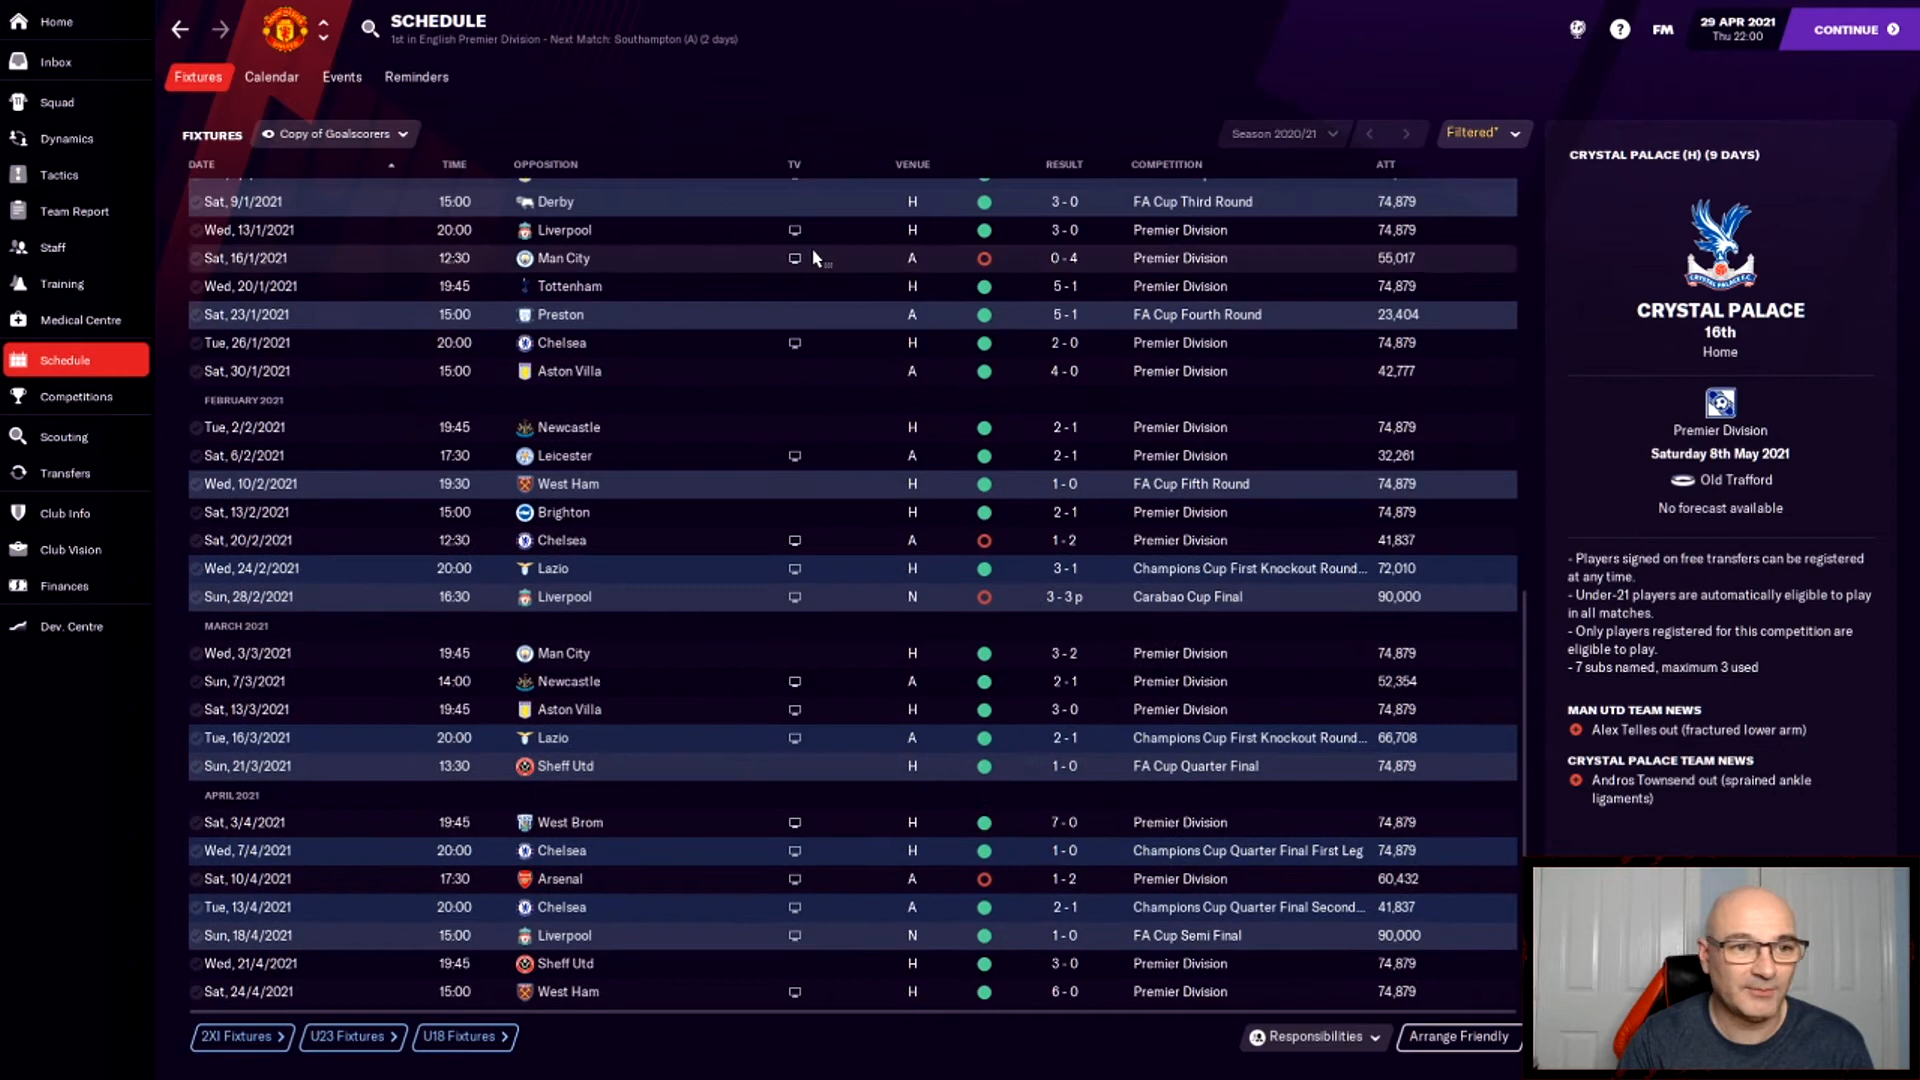 Home
Inbox
Squad
Dynamics
Tactics
Team Report
Staff
Training
Medical Centre
Schedule
Competitions
Scouting
Transfers
Club Info
Club Vision
Finances
Dev. Centre
SCHEDULE
1st in English Premier Division - Next Match: Southampton (A) (2 days)
? FM 29 APR 2021 CONTINUE
Thu 22:00
Fixtures Calendar Events Reminders
FIXTURES Copy of Goalscorers Season 2020/21 Filtered*
DATE TIME OPPOSITION TV VENUE RESULT COMPETITION ATT
Sat, 9/1/2021 15:00 Derby H 3 - 0 FA Cup Third Round 74,879
Wed, 13/1/2021 20:00 Liverpool H 3 - 0 Premier Division 74,879
Sat, 16/1/2021 12:30 Man City A 0 - 4 Premier Division 55,017
Wed, 20/1/2021 19:45 Tottenham H 5 - 1 Premier Division 74,879
Sat, 23/1/2021 15:00 Preston A 5 - 1 FA Cup Fourth Round 23,404
Tue, 26/1/2021 20:00 Chelsea H 2 - 0 Premier Division 74,879
Sat, 30/1/2021 15:00 Aston Villa A 4 - 0 Premier Division 42,777
FEBRUARY 2021
Tue, 2/2/2021 19:45 Newcastle H 2 - 1 Premier Division 74,879
Sat, 6/2/2021 17:30 Leicester A 2 - 1 Premier Division 32,261
Wed, 10/2/2021 19:30 West Ham H 1 - 0 FA Cup Fifth Round 74,879
Sat, 13/2/2021 15:00 Brighton H 2 - 1 Premier Division 74,879
Sat, 20/2/2021 12:30 Chelsea A 1 - 2 Premier Division 41,837
Wed, 24/2/2021 20:00 Lazio H 3 - 1 Champions Cup First Knockout Round... 72,010
Sun, 28/2/2021 16:30 Liverpool N 3 - 3 p Carabao Cup Final 90,000
MARCH 2021
Wed, 3/3/2021 19:45 Man City H 3 - 2 Premier Division 74,879
Sun, 7/3/2021 14:00 Newcastle A 2 - 1 Premier Division 52,354
Sat, 13/3/2021 19:45 Aston Villa H 3 - 0 Premier Division 74,879
Tue, 16/3/2021 20:00 Lazio A 2 - 1 Champions Cup First Knockout Round... 66,708
Sun, 21/3/2021 13:30 Sheff Utd H 1 - 0 FA Cup Quarter Final 74,879
APRIL 2021
Sat, 3/4/2021 19:45 West Brom H 7 - 0 Premier Division 74,879
Wed, 7/4/2021 20:00 Chelsea H 1 - 0 Champions Cup Quarter Final First Leg 74,879
Sat, 10/4/2021 17:30 Arsenal A 1 - 2 Premier Division 60,432
Tue, 13/4/2021 20:00 Chelsea A 2 - 1 Champions Cup Quarter Final Second... 41,837
Sun, 18/4/2021 15:00 Liverpool N 1 - 0 FA Cup Semi Final 90,000
Wed, 21/4/2021 19:45 Sheff Utd H 3 - 0 Premier Division 74,879
Sat, 24/4/2021 15:00 West Ham H 6 - 0 Premier Division 74,879
2XI Fixtures U23 Fixtures U18 Fixtures Responsibilities Arrange Friendly
CRYSTAL PALACE (H) (9 DAYS)
CRYSTAL PALACE
16th
Home
Premier Division
Saturday 8th May 2021
Old Trafford
No forecast available
- Players signed on free transfers can be registered
at any time.
- Under-21 players are automatically eligible to play
in all matches.
- Only players registered for this competition are
eligible to play.
- 7 subs named, maximum 3 used
MAN UTD TEAM NEWS
Alex Telles out (fractured lower arm)
CRYSTAL PALACE TEAM NEWS
Andros Townsend out (sprained ankle
ligaments)